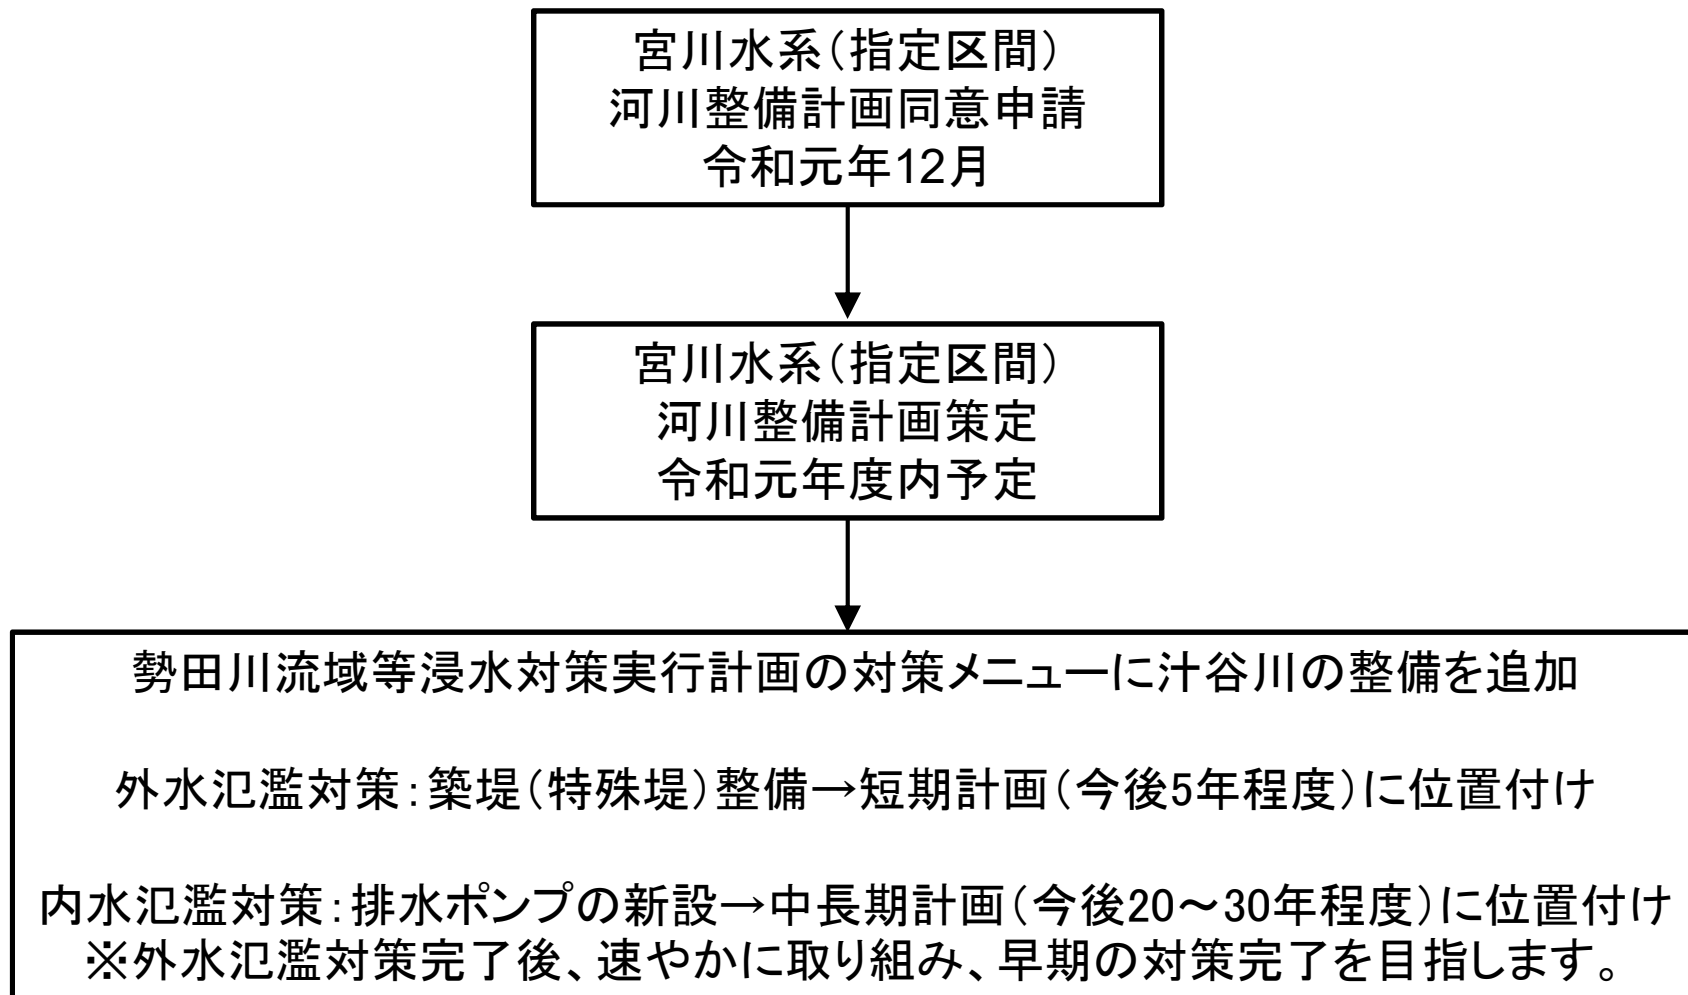 宮川水系(指定区間)
河川整備計画同意申請
令和元年12月
宮川水系(指定区間)
河川整備計画策定
令和元年度内予定
勢田川流域等浸水対策実行計画の対策メニューに汁谷川の整備を追加
外水氾濫対策:築堤(特殊堤)整備→短期計画(今後5年程度)に位置付け
内水氾濫対策:排水ポンプの新設→中長期計画(今後20~30年程度)に位置付け
※外水氾濫対策完了後、速やかに取り組み、早期の対策完了を目指します。